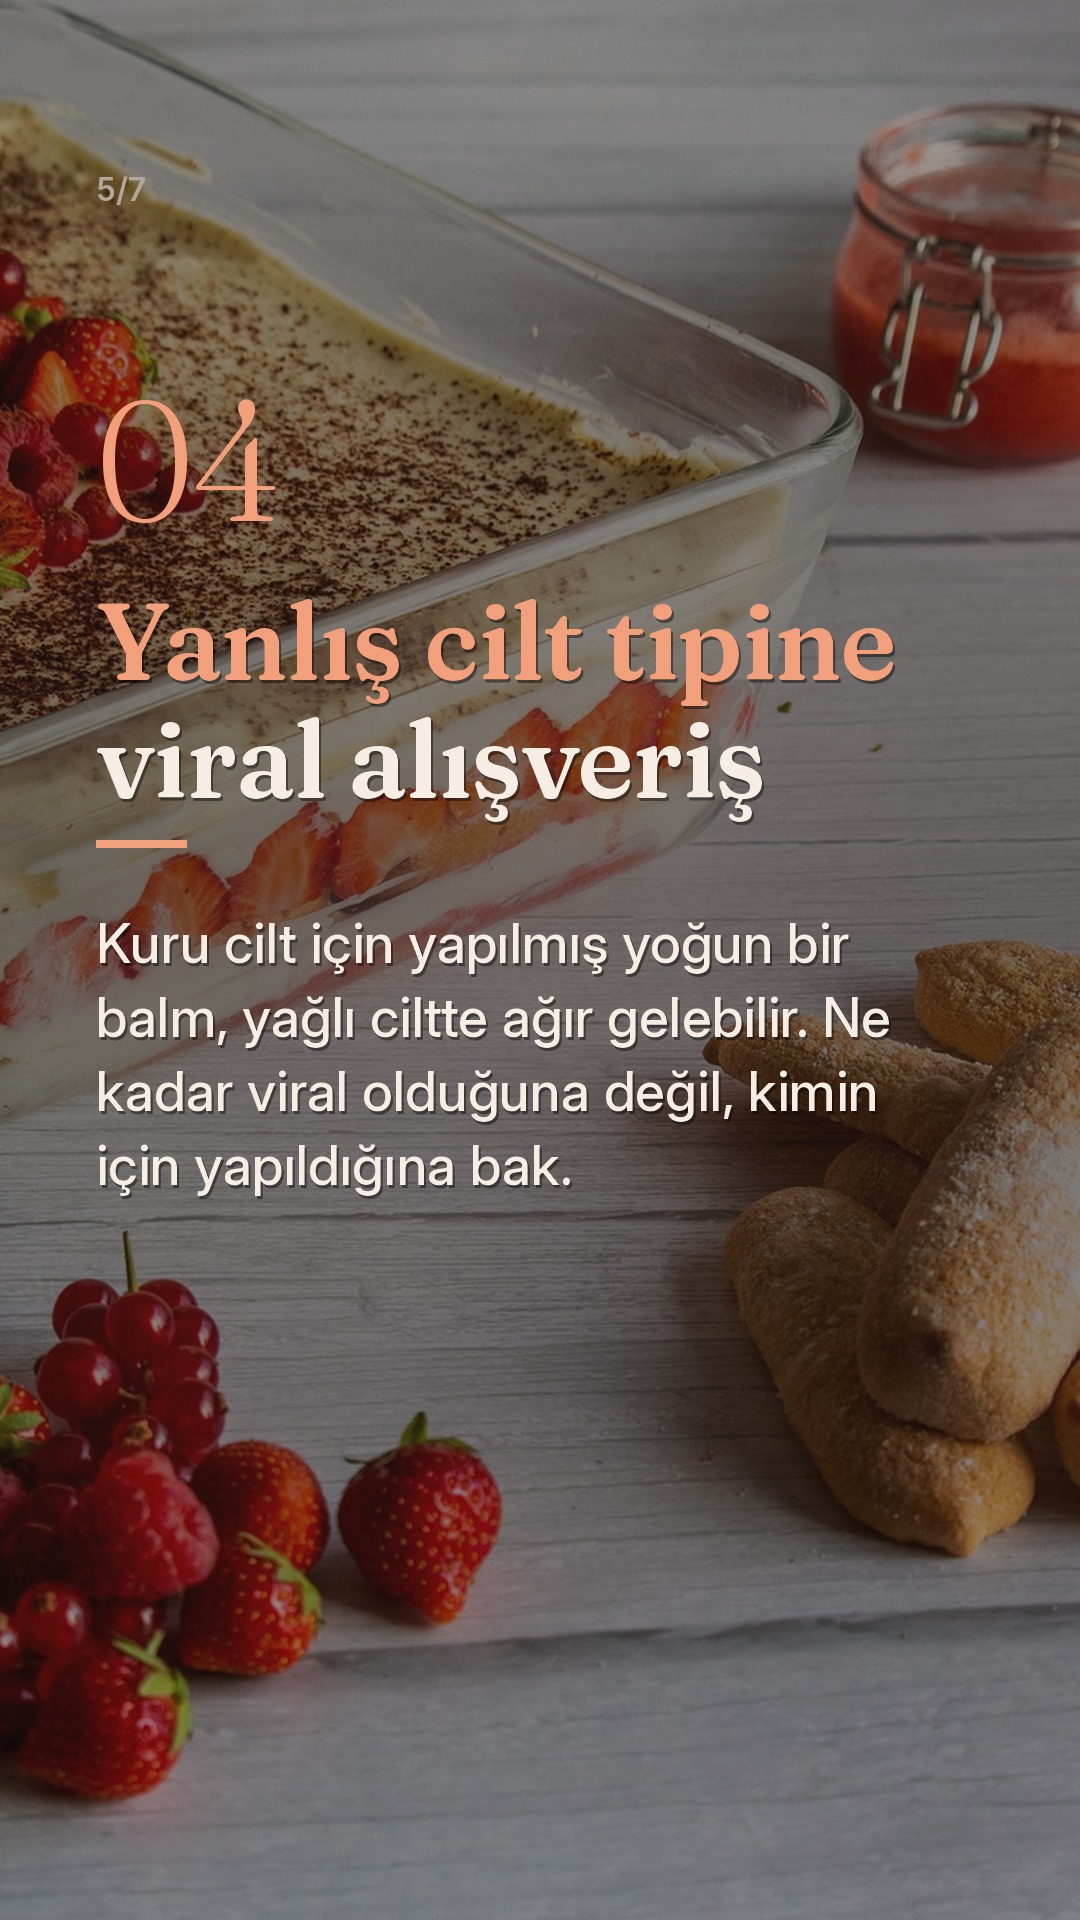 5/7
04
Yanlış cilt tipine
viral alışveriş
Kuru cilt için yapılmış yoğun bir
balm, yağlı ciltte ağır gelebilir. Ne
kadar viral olduğuna değil, kimin
için yapıldığına bak.